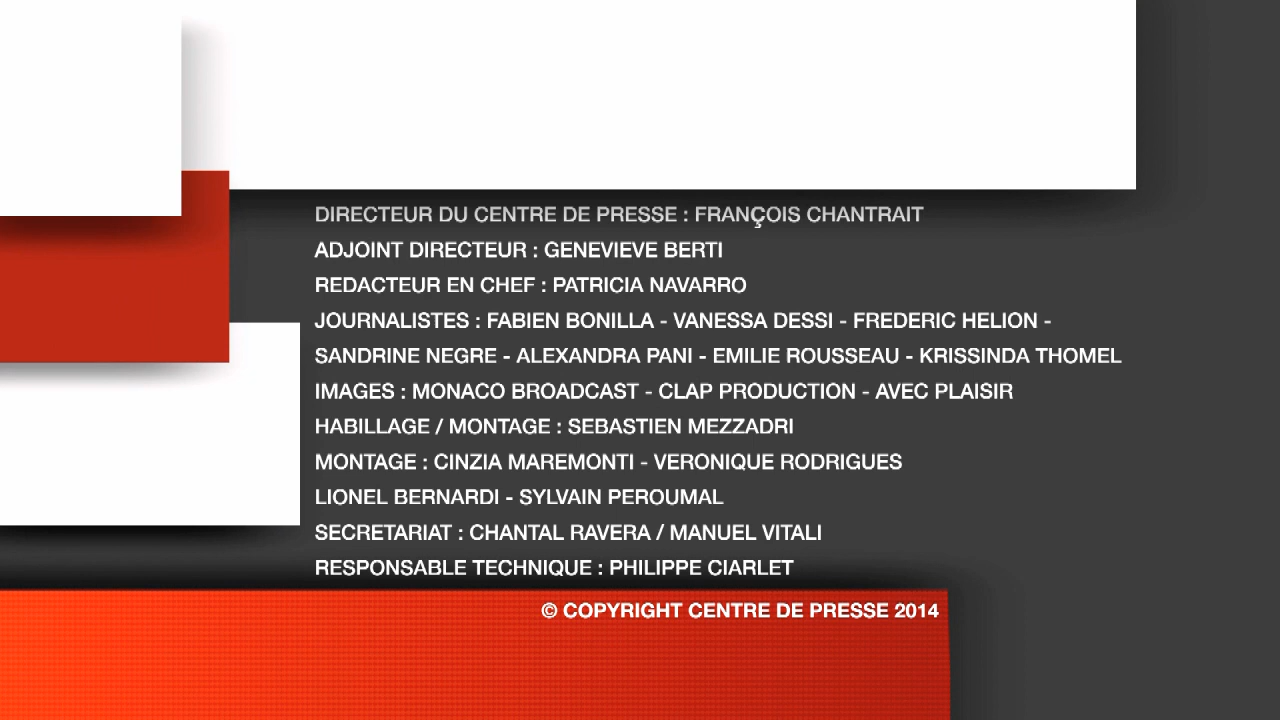 DIRECTEUR DU CENTRE DE PRESSE : FRANÇOIS CHANTRAIT
ADJOINT DIRECTEUR : GENEVIEVE BERTI
REDACTEUR EN CHEF : PATRICIA NAVARRO
JOURNALISTES : FABIEN BONILLA - VANESSA DESSI - FREDERIC HELION -
SANDRINE NEGRE - ALEXANDRA PANI - EMILIE ROUSSEAU - KRISSINDA THOMEL
IMAGES : MONACO BROADCAST - CLAP PRODUCTION - AVEC PLAISIR
HABILLAGE / MONTAGE : SEBASTIEN MEZZADRI
MONTAGE : CINZIA MAREMONTI - VERONIQUE RODRIGUES
LIONEL BERNARDI - SYLVAIN PEROUMAL
SECRETARIAT : CHANTAL RAVERA / MANUEL VITALI
RESPONSABLE TECHNIQUE : PHILIPPE CIARLET
© COPYRIGHT CENTRE DE PRESSE 2014